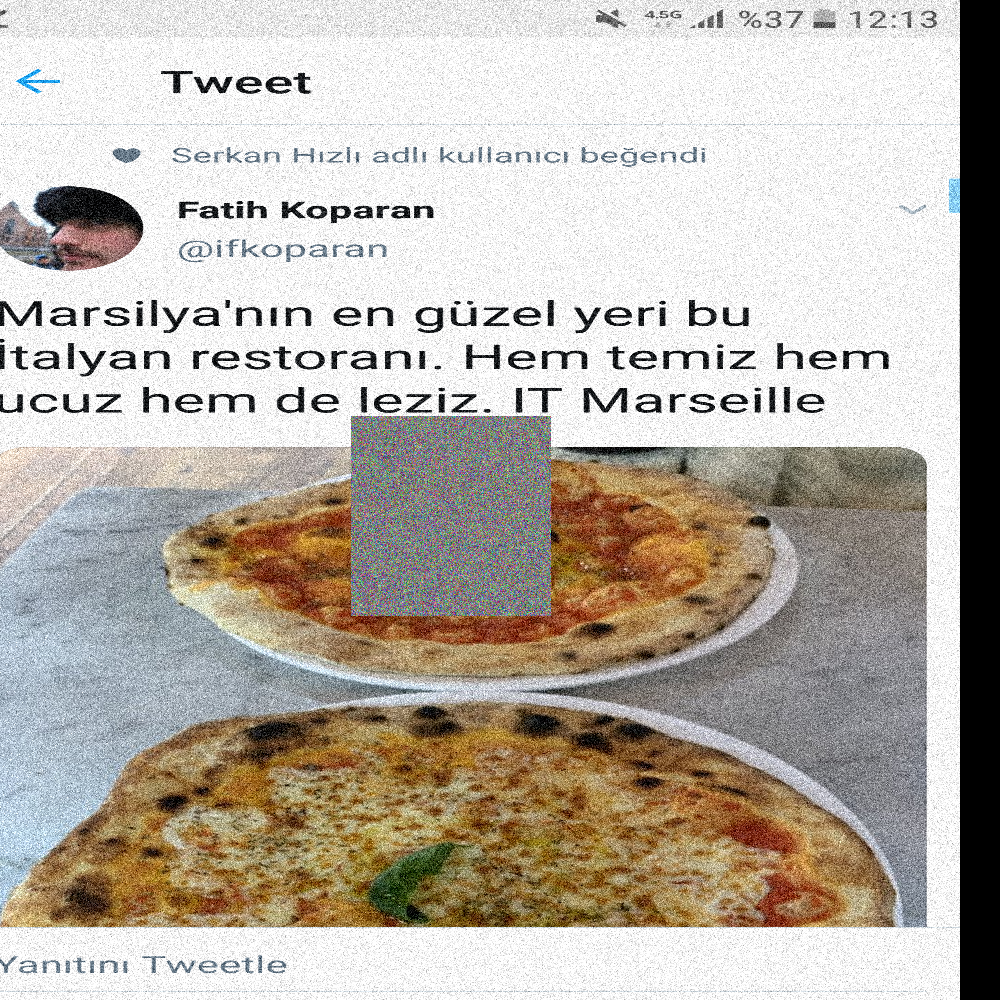 4.5G %37 12:13
Tweet
Serkan Hızlı adlı kullanıcı beğendi
Fatih Koparan
@ifkoparan
Marsilya'nın en güzel yeri bu
İtalyan restoranı. Hem temiz hem
ucuz hem de leziz. IT Marseille
Yanıtını Tweetle